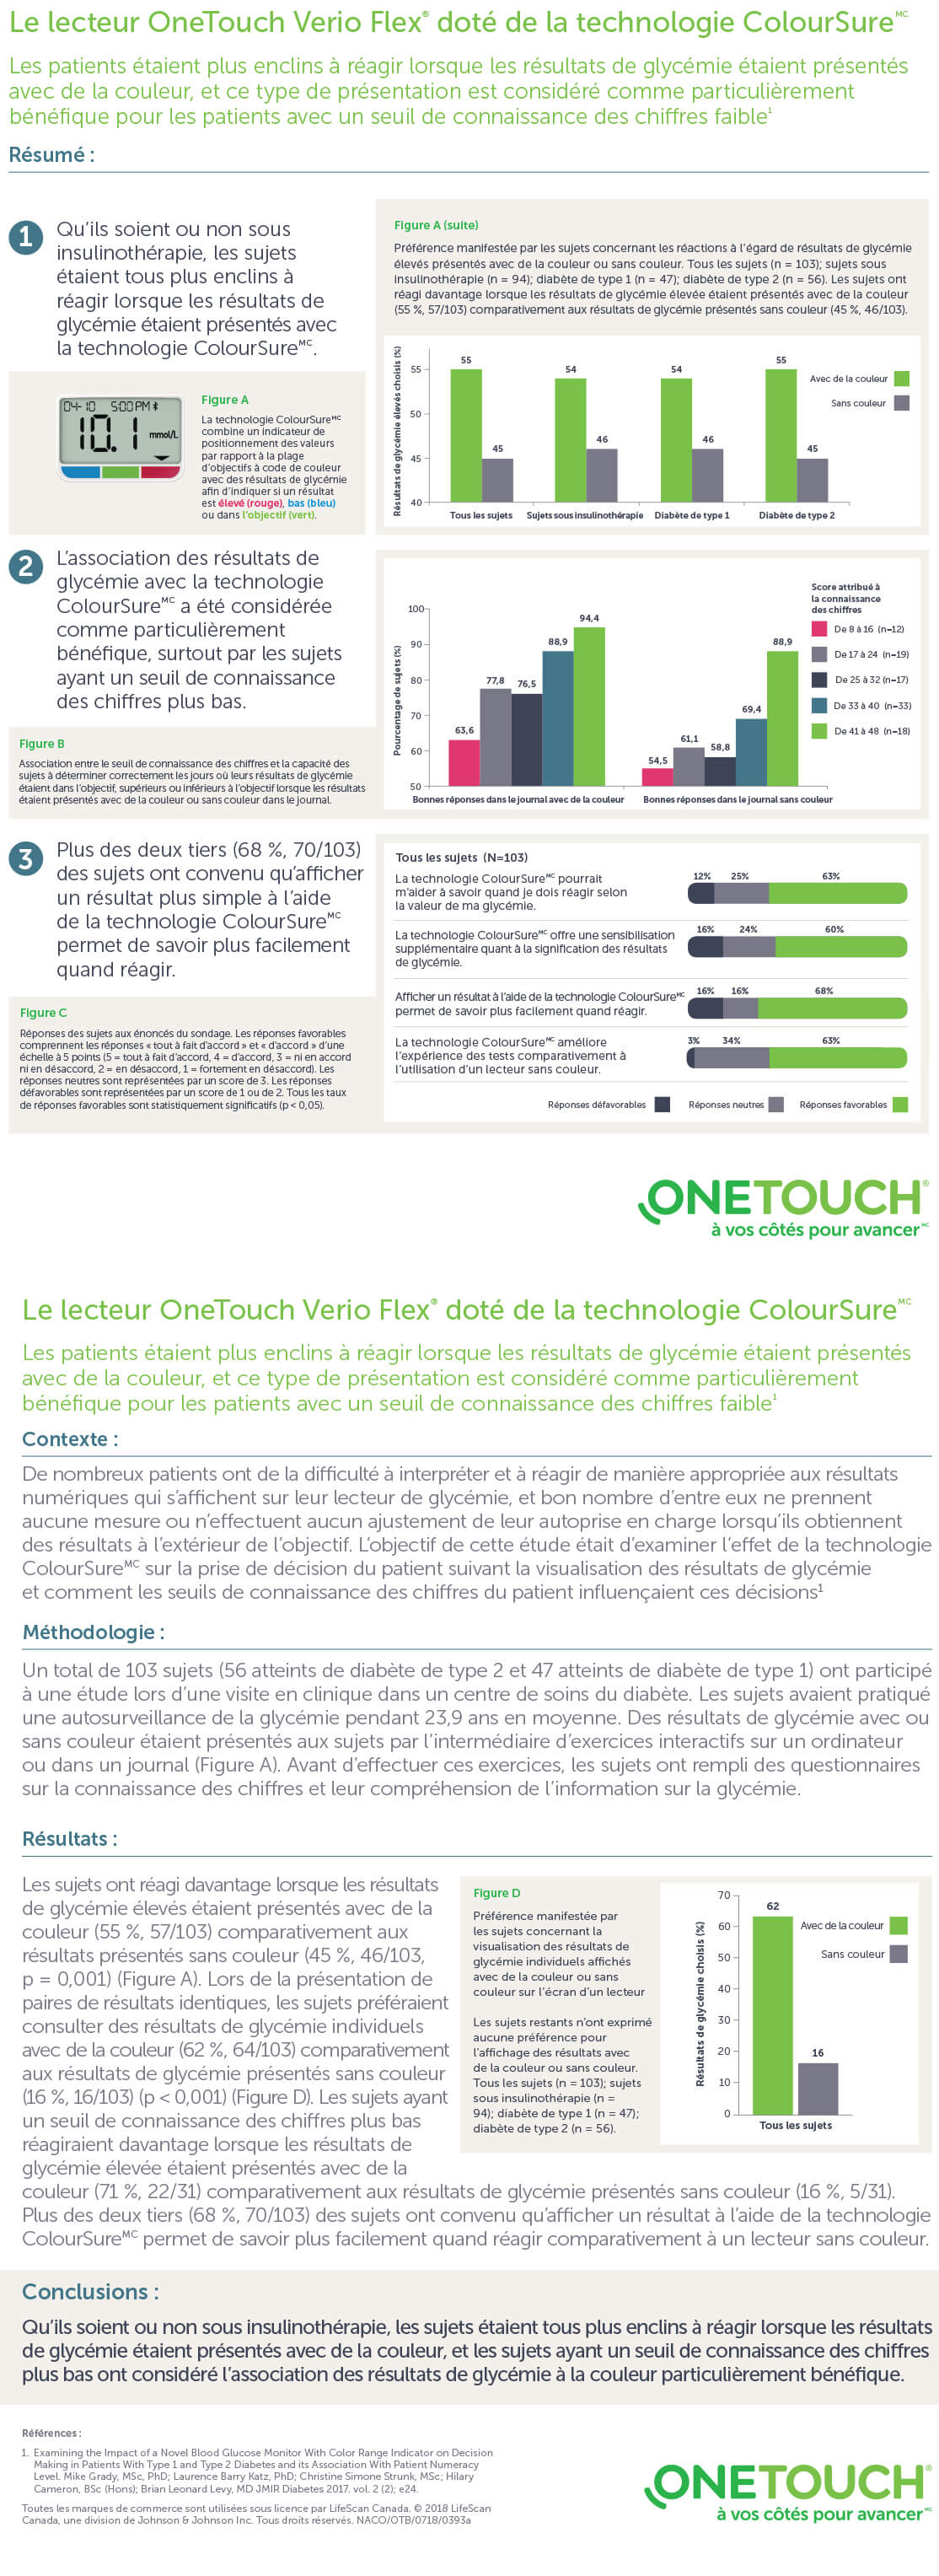 Le lecteur OneTouch Verio Flex® doté de la technologie ColourSure^MC
Les patients étaient plus enclins à réagir lorsque les résultats de glycémie étaient présentés
avec de la couleur, et ce type de présentation est considéré comme particulièrement
bénéfique pour les patients avec un seuil de connaissance des chiffres faible¹
Résumé :
1
Qu'ils soient ou non sous
insulinothérapie, les sujets
étaient tous plus enclins à
réagir lorsque les résultats de
glycémie étaient présentés avec
la technologie ColourSure^MC.
04-10 5:00PM
10.1 mmol/L
Figure A
La technologie ColourSure^MC
combine un indicateur de
positionnement des valeurs
par rapport à la plage
d'objectifs à code de couleur
avec des résultats de glycémie
afin d'indiquer si un résultat
est élevé (rouge), bas (bleu)
ou dans l'objectif (vert).
Figure A (suite)
Préférence manifestée par les sujets concernant les réactions à l'égard de résultats de glycémie
élevés présentés avec de la couleur ou sans couleur. Tous les sujets (n = 103); sujets sous
insulinothérapie (n = 94); diabète de type 1 (n = 47); diabète de type 2 (n = 56). Les sujets ont
réagi davantage lorsque les résultats de glycémie élevée étaient présentés avec de la couleur
(55 %, 57/103) comparativement aux résultats de glycémie présentés sans couleur (45 %, 46/103).
Résultats de glycémie élevés choisis (%)
55
50
45
40
55
45
54
46
54
46
55
45
Avec de la couleur
Sans couleur
Tous les sujets
Sujets sous insulinothérapie
Diabète de type 1
Diabète de type 2
2
L'association des résultats de
glycémie avec la technologie
ColourSure^MC a été considérée
comme particulièrement
bénéfique, surtout par les sujets
ayant un seuil de connaissance
des chiffres plus bas.
Figure B
Association entre le seuil de connaissance des chiffres et la capacité des
sujets à déterminer correctement les jours où leurs résultats de glycémie
étaient dans l'objectif, supérieurs ou inférieurs à l'objectif lorsque les résultats
étaient présentés avec de la couleur ou sans couleur dans le journal.
Pourcentage de sujets (%)
100
90
80
70
60
50
63,6
77,8
76,5
88,9
94,4
54,5
61,1
58,8
69,4
88,9
Bonnes réponses dans le journal avec de la couleur
Bonnes réponses dans le journal sans couleur
Score attribué à
la connaissance
des chiffres
De 8 à 16 (n=12)
De 17 à 24 (n=19)
De 25 à 32 (n=17)
De 33 à 40 (n=33)
De 41 à 48 (n=18)
3
Plus des deux tiers (68 %, 70/103)
des sujets ont convenu qu'afficher
un résultat plus simple à l'aide
de la technologie ColourSure^MC
permet de savoir plus facilement
quand réagir.
Figure C
Réponses des sujets aux énoncés du sondage. Les réponses favorables
comprennent les réponses « tout à fait d'accord » et « d'accord » d'une
échelle à 5 points (5 = tout à fait d'accord, 4 = d'accord, 3 = ni en accord
ni en désaccord, 2 = en désaccord, 1 = fortement en désaccord). Les
réponses neutres sont représentées par un score de 3. Les réponses
défavorables sont représentées par un score de 1 ou de 2. Tous les taux
de réponses favorables sont statistiquement significatifs (p < 0,05).
Tous les sujets (N=103)
La technologie ColourSure^MC pourrait
m'aider à savoir quand je dois réagir selon
la valeur de ma glycémie.
12% 25% 63%
La technologie ColourSure^MC offre une sensibilisation
supplémentaire quant à la signification des résultats
de glycémie.
16% 24% 60%
Afficher un résultat à l'aide de la technologie ColourSure^MC
permet de savoir plus facilement quand réagir.
16% 16% 68%
La technologie ColourSure^MC améliore
l'expérience des tests comparativement à
l'utilisation d'un lecteur sans couleur.
3% 34% 63%
Réponses défavorables
Réponses neutres
Réponses favorables
ONETOUCH®
à vos côtés pour avancer^MC
Le lecteur OneTouch Verio Flex® doté de la technologie ColourSure^MC
Les patients étaient plus enclins à réagir lorsque les résultats de glycémie étaient présentés
avec de la couleur, et ce type de présentation est considéré comme particulièrement
bénéfique pour les patients avec un seuil de connaissance des chiffres faible¹
Contexte :
De nombreux patients ont de la difficulté à interpréter et à réagir de manière appropriée aux résultats
numériques qui s'affichent sur leur lecteur de glycémie, et bon nombre d'entre eux ne prennent
aucune mesure ou n'effectuent aucun ajustement de leur autoprise en charge lorsqu'ils obtiennent
des résultats à l'extérieur de l'objectif. L'objectif de cette étude était d'examiner l'effet de la technologie
ColourSure^MC sur la prise de décision du patient suivant la visualisation des résultats de glycémie
et comment les seuils de connaissance des chiffres du patient influençaient ces décisions¹
Méthodologie :
Un total de 103 sujets (56 atteints de diabète de type 2 et 47 atteints de diabète de type 1) ont participé
à une étude lors d'une visite en clinique dans un centre de soins du diabète. Les sujets avaient pratiqué
une autosurveillance de la glycémie pendant 23,9 ans en moyenne. Des résultats de glycémie avec ou
sans couleur étaient présentés aux sujets par l'intermédiaire d'exercices interactifs sur un ordinateur
ou dans un journal (Figure A). Avant d'effectuer ces exercices, les sujets ont rempli des questionnaires
sur la connaissance des chiffres et leur compréhension de l'information sur la glycémie.
Résultats :
Les sujets ont réagi davantage lorsque les résultats
de glycémie élevés étaient présentés avec de la
couleur (55 %, 57/103) comparativement aux
résultats présentés sans couleur (45 %, 46/103,
p = 0,001) (Figure A). Lors de la présentation de
paires de résultats identiques, les sujets préféraient
consulter des résultats de glycémie individuels
avec de la couleur (62 %, 64/103) comparativement
aux résultats de glycémie présentés sans couleur
(16 %, 16/103) (p < 0,001) (Figure D). Les sujets ayant
un seuil de connaissance des chiffres plus bas
réagiraient davantage lorsque les résultats de
glycémie élevée étaient présentés avec de la
couleur (71 %, 22/31) comparativement aux résultats de glycémie présentés sans couleur (16 %, 5/31).
Plus des deux tiers (68 %, 70/103) des sujets ont convenu qu'afficher un résultat à l'aide de la technologie
ColourSure^MC permet de savoir plus facilement quand réagir comparativement à un lecteur sans couleur.
Figure D
Préférence manifestée par
les sujets concernant la
visualisation des résultats de
glycémie individuels affichés
avec de la couleur ou sans
couleur sur l'écran d'un lecteur
Les sujets restants n'ont exprimé
aucune préférence pour
l'affichage des résultats avec
de la couleur ou sans couleur.
Tous les sujets (n = 103); sujets
sous insulinothérapie (n =
94); diabète de type 1 (n = 47);
diabète de type 2 (n = 56).
Résultats de glycémie choisis (%)
70
60
50
40
30
20
10
0
62
16
Avec de la couleur
Sans couleur
Tous les sujets
Conclusions :
Qu'ils soient ou non sous insulinothérapie, les sujets étaient tous plus enclins à réagir lorsque les résultats
de glycémie étaient présentés avec de la couleur, et les sujets ayant un seuil de connaissance des chiffres
plus bas ont considéré l'association des résultats de glycémie à la couleur particulièrement bénéfique.
Références :
1. Examining the Impact of a Novel Blood Glucose Monitor With Color Range Indicator on Decision
Making in Patients With Type 1 and Type 2 Diabetes and its Association With Patient Numeracy
Level. Mike Grady, MSc, PhD; Laurence Barry Katz, PhD; Christine Simone Strunk, MSc; Hilary
Cameron, BSc (Hons); Brian Leonard Levy, MD JMIR Diabetes 2017. vol. 2 (2); e24.
Toutes les marques de commerce sont utilisées sous licence par LifeScan Canada. © 2018 LifeScan
Canada, une division de Johnson & Johnson Inc. Tous droits réservés. NACO/OTB/0718/0393a
ONETOUCH®
à vos côtés pour avancer^MC